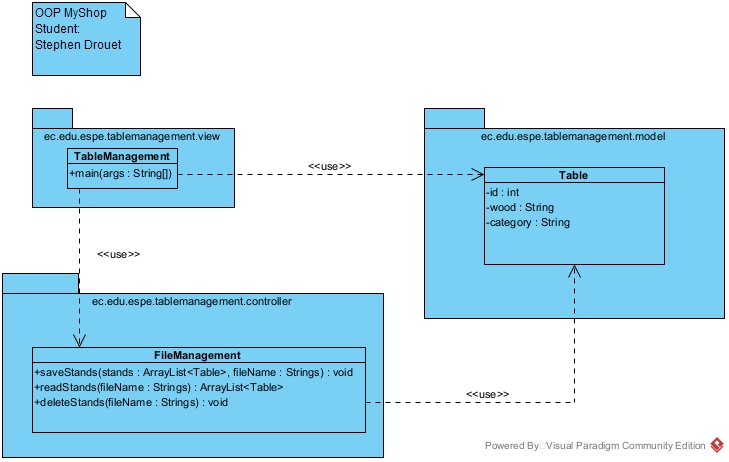 OOP MyShop
Student:
Stephen Drouet
ec.edu.espe.tablemanagement.view
TableManagement
+main(args : String[])
<<use>>
ec.edu.espe.tablemanagement.model
Table
-id : int
-wood : String
-category : String
<<use>>
ec.edu.espe.tablemanagement.controller
FileManagement
+saveStands(stands : ArrayList<Table>, fileName : Strings) : void
+readStands(fileName : Strings) : ArrayList<Table>
+deleteStands(fileName : Strings) : void
<<use>>
Powered By Visual Paradigm Community Edition